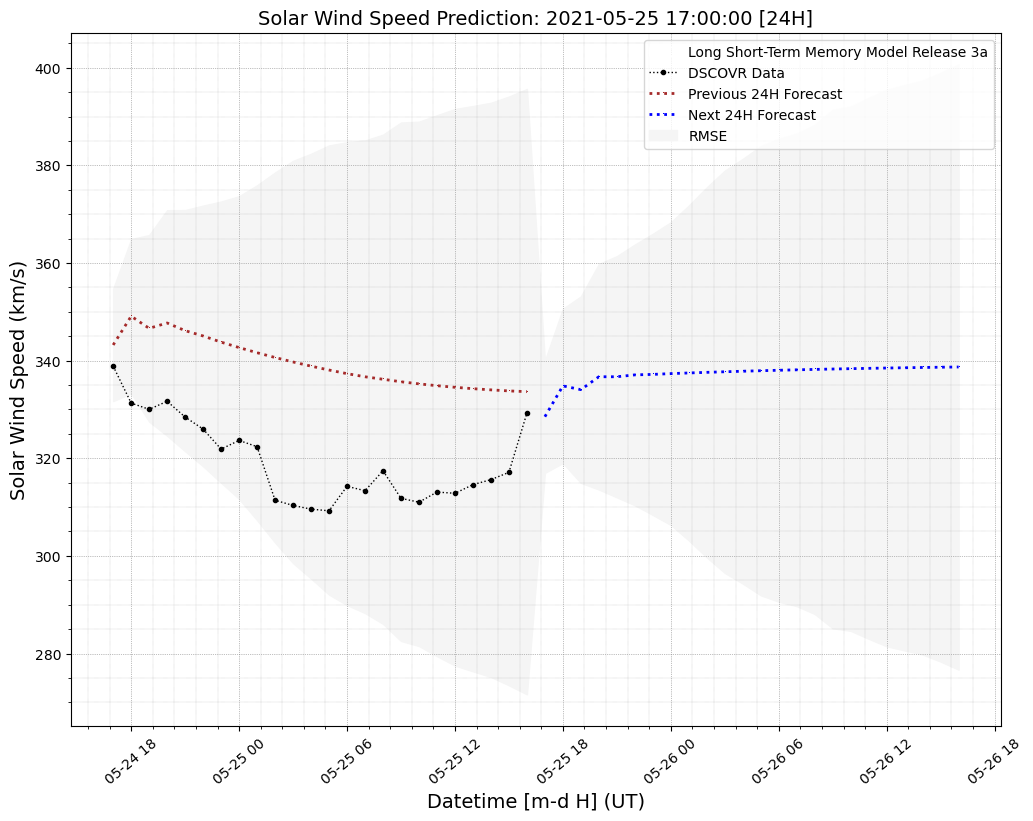 Solar Wind Speed Prediction: 2021-05-25 17:00:00 [24H]
Long Short-Term Memory Model Release 3a
DSCOVR Data
Previous 24H Forecast
Next 24H Forecast
RMSE
Solar Wind Speed (km/s)
400
380
360
340
320
300
280
05-24 18
05-25 00
05-25 06
05-25 12
05-25 18
05-26 00
05-26 06
05-26 12
05-26 18
Datetime [m-d H] (UT)